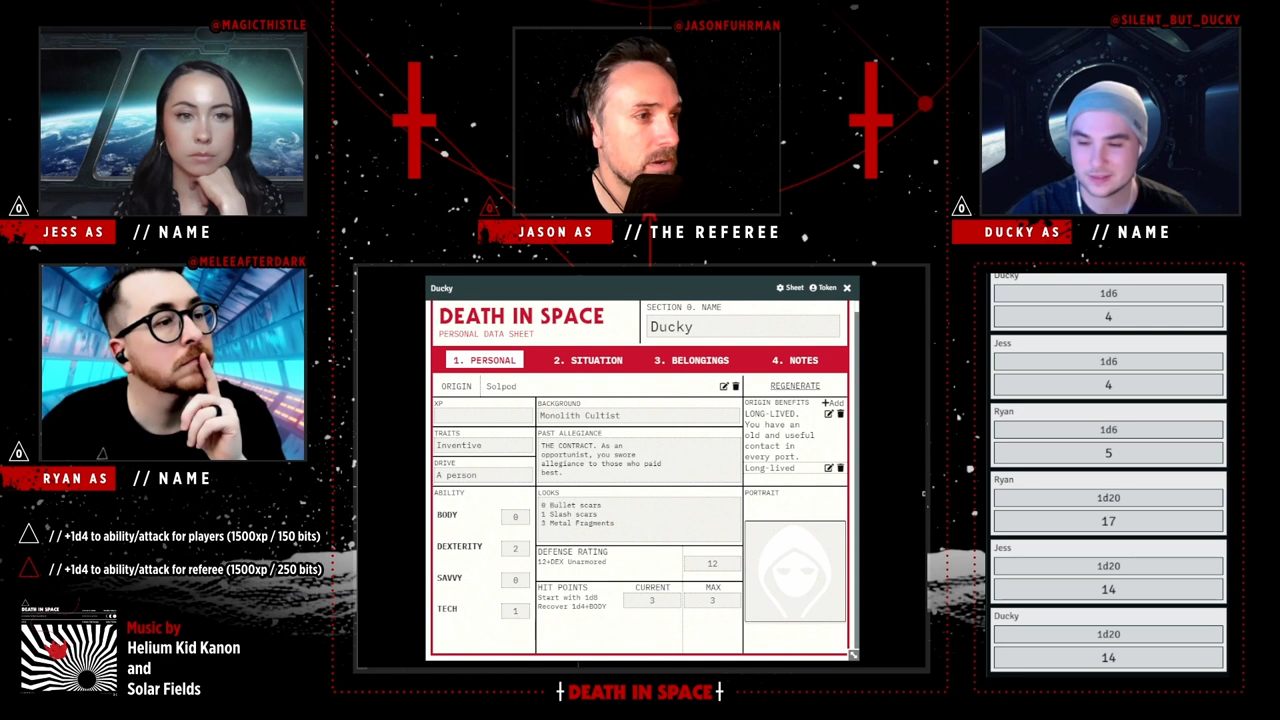 @MAGICTHISTLE
@JASONFUHRMAN
@SILENT_BUT_DUCKY
0
JESS AS // NAME
0
JASON AS // THE REFEREE
0
DUCKY AS // NAME
@MELEEAFTERDARK
0
RYAN AS // NAME
// +1d4 to ability/attack for players (1500xp / 150 bits)
// +1d4 to ability/attack for referee (1500xp / 250 bits)
DEATH IN SPACE
Music by
Helium Kid Kanon
and
Solar Fields
Ducky
Sheet
Token
DEATH IN SPACE
PERSONAL DATA SHEET
SECTION 0. NAME
Ducky
1. PERSONAL
2. SITUATION
3. BELONGINGS
4. NOTES
ORIGIN
Solpod
REGENERATE
XP
BACKGROUND
Monolith Cultist
ORIGIN BENEFITS
+Add
LONG-LIVED.
You have an
old and useful
contact in
every port.
Long-lived
TRAITS
Inventive
PAST ALLEGIANCE
THE CONTRACT. As an
opportunist, you swore
allegiance to those who paid
best.
DRIVE
A person
ABILITY
BODY 0
DEXTERITY 2
SAVVY 0
TECH 1
LOOKS
0 Bullet scars
1 Slash scars
3 Metal Fragments
PORTRAIT
DEFENSE RATING
12+DEX Unarmored
12
HIT POINTS
Start with 1d8
Recover 1d4+BODY
CURRENT
3
MAX
3
Ducky
1d6
4
Jess
1d6
4
Ryan
1d6
5
Ryan
1d20
17
Jess
1d20
14
Ducky
1d20
14
DEATH IN SPACE